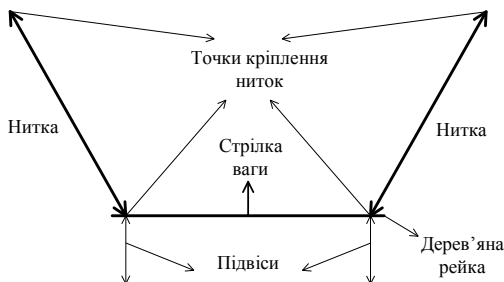 Точки кріплення
ниток
Нитка
Нитка
Стрілка
ваги
Дерев’яна
рейка
Підвіси